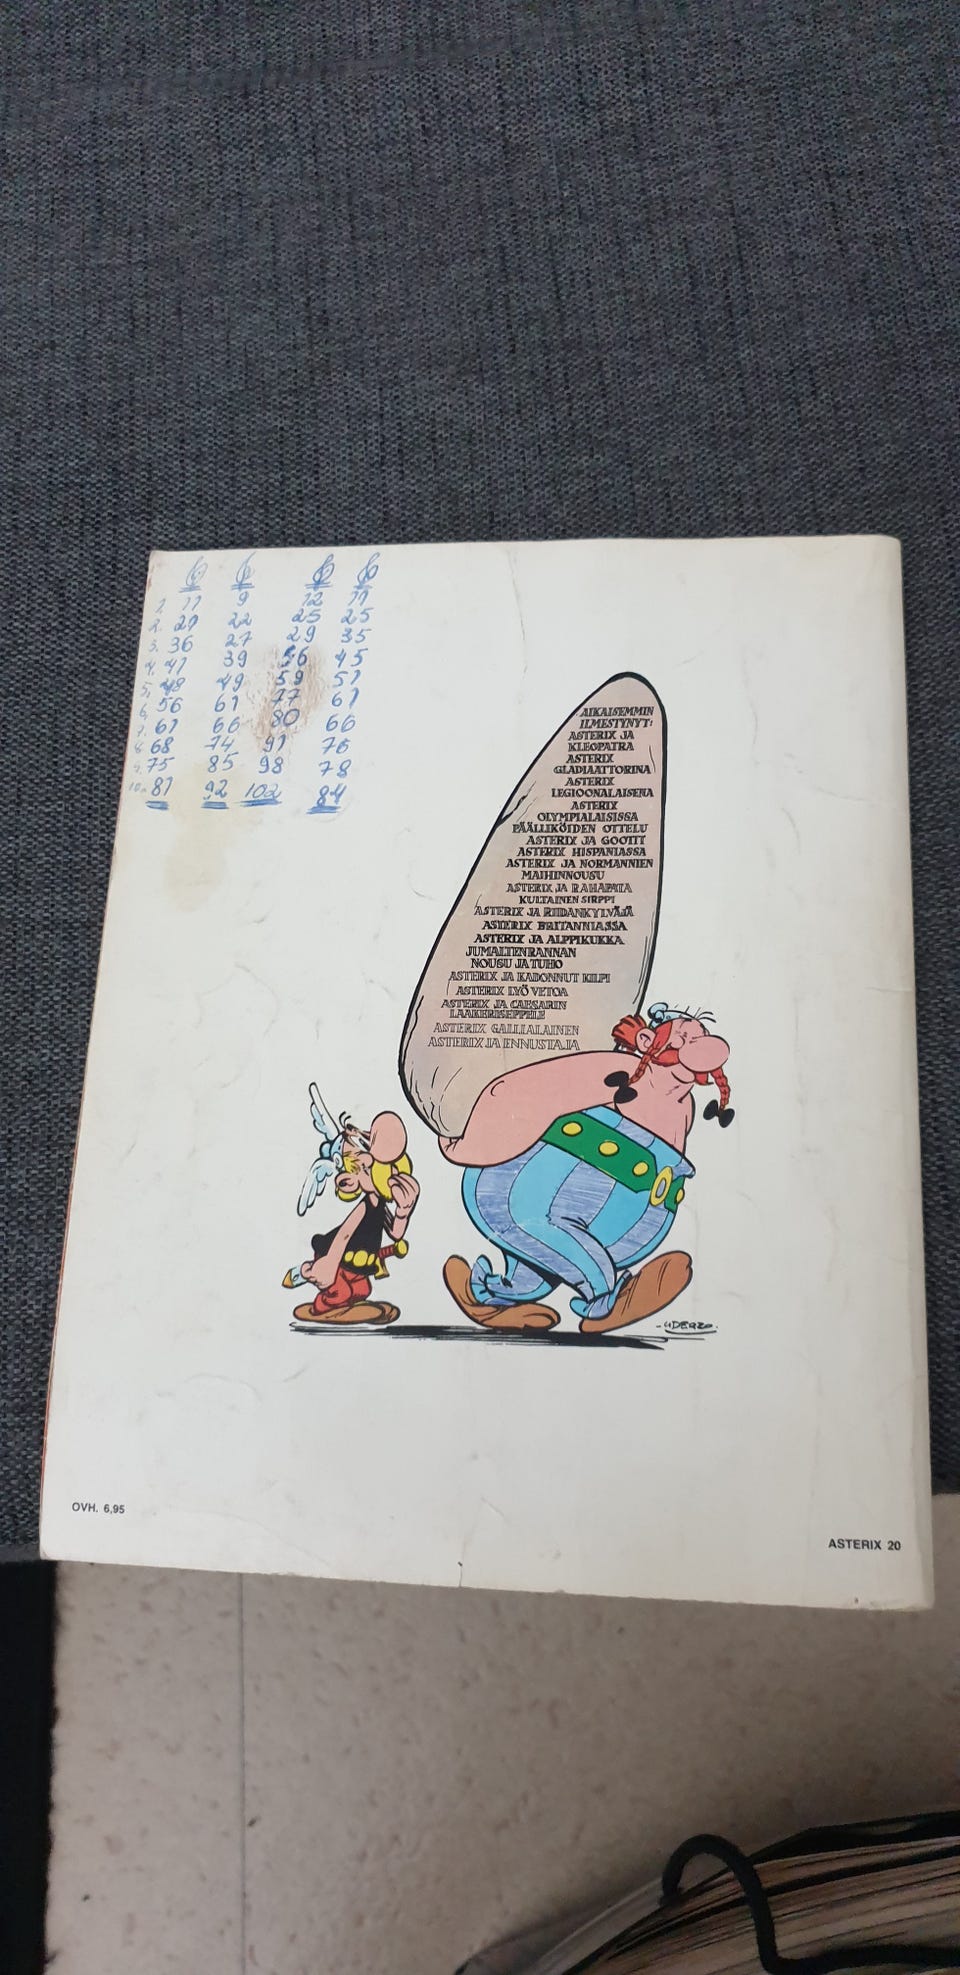 1. 11 9 12 11
2. 21 22 25 25
3. 36 27 29 35
4. 41 39 56 45
5. 48 49 59 51
6. 56 61 77 61
7. 61 66 80 66
8. 68 74 91 76
9. 75 85 98 78
10. 81 92 102 84
AIKAISEMMIN
ILMESTYNYT:
ASTERIX JA
KLEOPATRA
ASTERIX
GLADIAATTORINA
ASTERIX
LEGIOONALAISENA
ASTERIX
OLYMPIALAISISSA
PÄÄLLIKÖIDEN OTTELU
ASTERIX JA GOOTIT
ASTERIX HISPANIASSA
ASTERIX JA NORMANNIEN
MAIHINNOUSU
ASTERIX JA RAHAPATA
KULTAINEN SIRPPI
ASTERIX JA RIIDANKYLVÄJÄ
ASTERIX BRITANNIASSA
ASTERIX JA ALPPIKUKKA
JUMALTENRANNAN
NOUSU JA TUHO
ASTERIX JA KADONNUT KILPI
ASTERIX LYÖ VETOA
ASTERIX JA CAESARIN
LAAKERISEPPELE
ASTERIX GALLIALAINEN
ASTERIX JA ENNUSTAJA
-UDERZO-
OVH. 6,95
ASTERIX 20